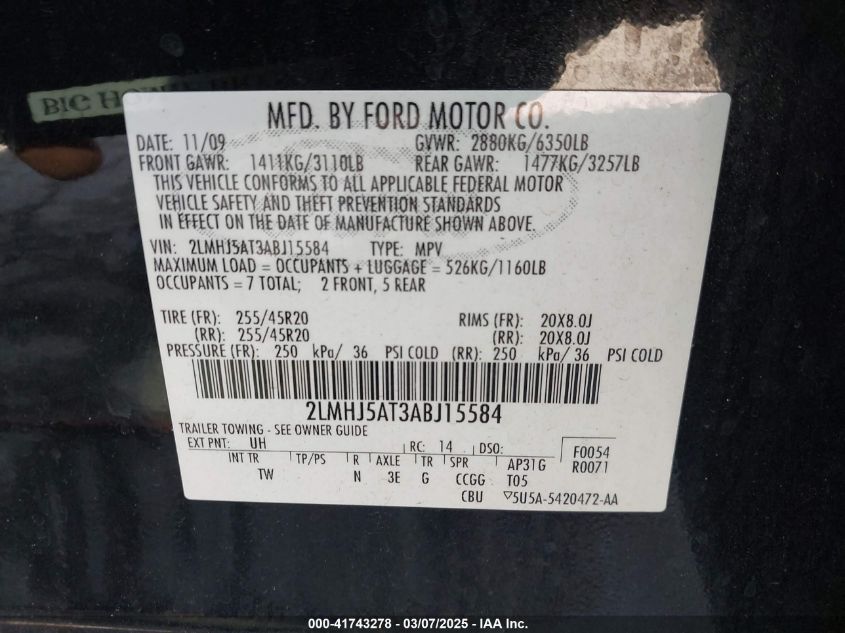 BIG H
MFD. BY FORD MOTOR CO.
DATE: 11/09 GVWR: 2880KG/6350LB
FRONT GAWR: 1411KG/3110LB REAR GAWR: 1477KG/3257LB
THIS VEHICLE CONFORMS TO ALL APPLICABLE FEDERAL MOTOR
VEHICLE SAFETY AND THEFT PREVENTION STANDARDS
IN EFFECT ON THE DATE OF MANUFACTURE SHOWN ABOVE.
VIN: 2LMHJ5AT3ABJ15584 TYPE: MPV
MAXIMUM LOAD = OCCUPANTS + LUGGAGE = 526KG/1160LB
OCCUPANTS = 7 TOTAL; 2 FRONT, 5 REAR
TIRE (FR): 255/45R20 RIMS (FR): 20X8.0J
(RR): 255/45R20 (RR): 20X8.0J
PRESSURE (FR): 250 kPa/ 36 PSI COLD (RR): 250 kPa/ 36 PSI COLD
2LMHJ5AT3ABJ15584
TRAILER TOWING - SEE OWNER GUIDE
EXT PNT: UH RC: 14 DSO: F0054
INT TR TP/PS R AXLE TR SPR AP31G R0071
TW N 3E G CCGG T05
CBU ▽5U5A-5420472-AA
000-41743278 - 03/07/2025 - IAA Inc.